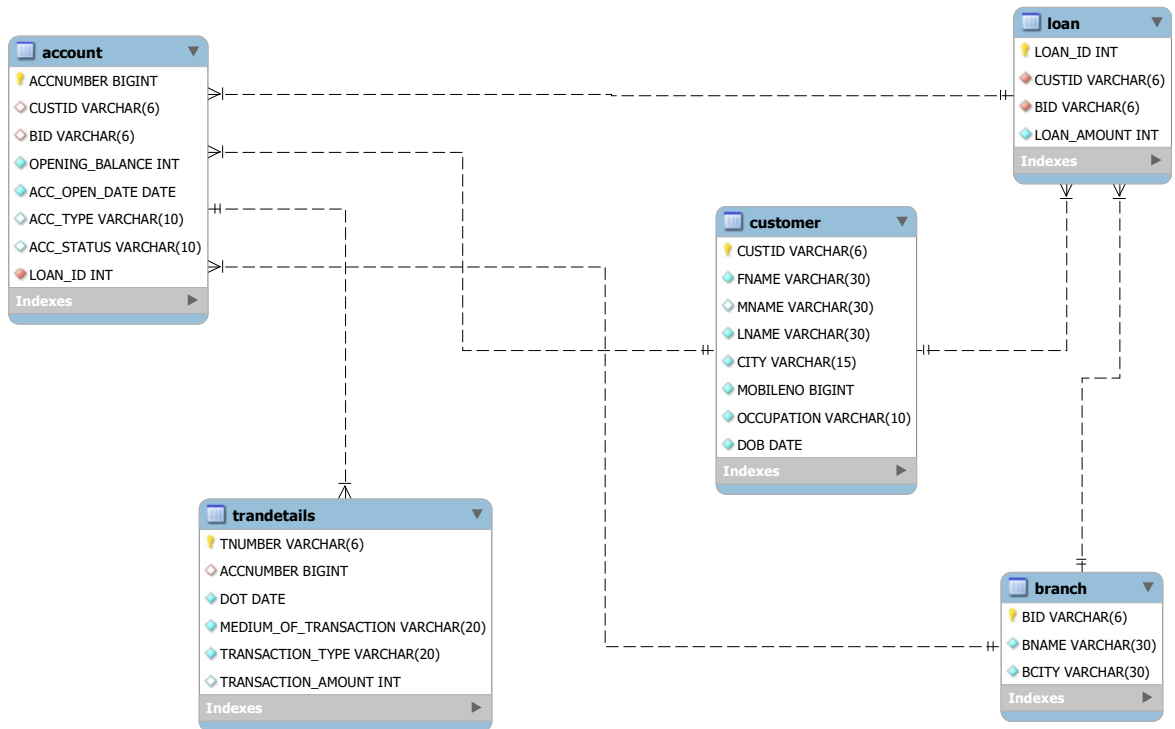 account
ACCNUMBER BIGINT
CUSTID VARCHAR(6)
BID VARCHAR(6)
OPENING_BALANCE INT
ACC_OPEN_DATE DATE
ACC_TYPE VARCHAR(10)
ACC_STATUS VARCHAR(10)
LOAN_ID INT
Indexes
loan
LOAN_ID INT
CUSTID VARCHAR(6)
BID VARCHAR(6)
LOAN_AMOUNT INT
Indexes
customer
CUSTID VARCHAR(6)
FNAME VARCHAR(30)
MNAME VARCHAR(30)
LNAME VARCHAR(30)
CITY VARCHAR(15)
MOBILENO BIGINT
OCCUPATION VARCHAR(10)
DOB DATE
Indexes
trandetails
TNUMBER VARCHAR(6)
ACCNUMBER BIGINT
DOT DATE
MEDIUM_OF_TRANSACTION VARCHAR(20)
TRANSACTION_TYPE VARCHAR(20)
TRANSACTION_AMOUNT INT
Indexes
branch
BID VARCHAR(6)
BNAME VARCHAR(30)
BCITY VARCHAR(30)
Indexes